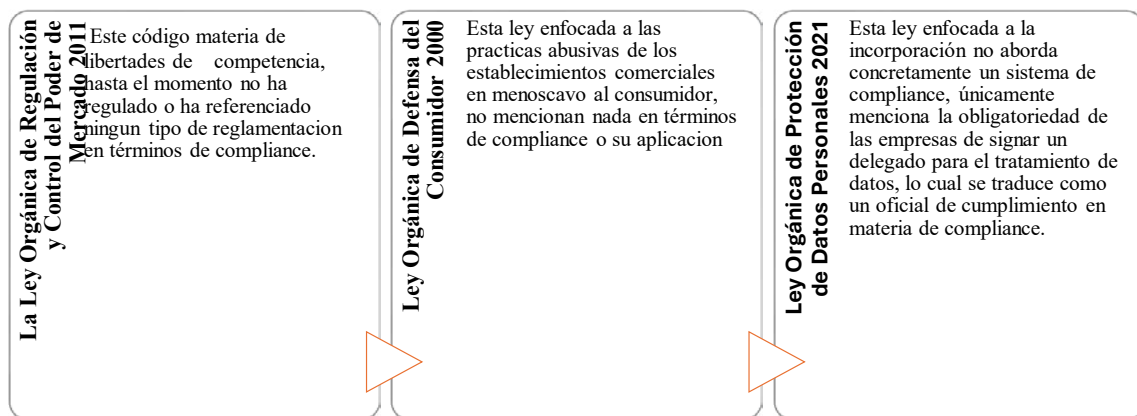 La Ley Orgánica de Regulación
y Control del Poder de
Mercado 2011
Este código materia de
libertades de competencia,
hasta el momento no ha
regulado o ha referenciado
ningun tipo de reglamentacion
en términos de compliance.
Ley Orgánica de Defensa del
Consumidor 2000
Esta ley enfocada a las
practicas abusivas de los
establecimientos comerciales
en menoscavo al consumidor,
no mencionan nada en términos
de compliance o su aplicacion
Ley Orgánica de Protección
de Datos Personales 2021
Esta ley enfocada a la
incorporación no aborda
concretamente un sistema de
compliance, únicamente
menciona la obligatoriedad de
las empresas de signar un
delegado para el tratamiento de
datos, lo cual se traduce como
un oficial de cumplimiento en
materia de compliance.